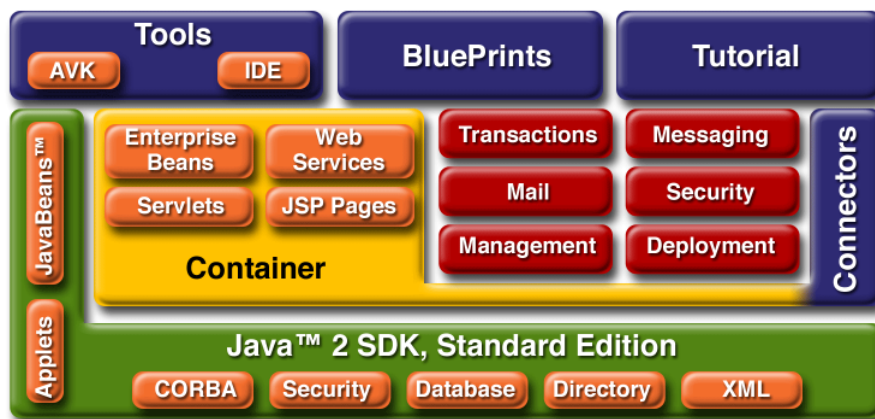 Tools
AVK
IDE
BluePrints
Tutorial
JavaBeans™
Applets
Enterprise
Beans
Web
Services
Servlets
JSP Pages
Container
Transactions
Messaging
Mail
Security
Management
Deployment
Connectors
Java™ 2 SDK, Standard Edition
CORBA
Security
Database
Directory
XML